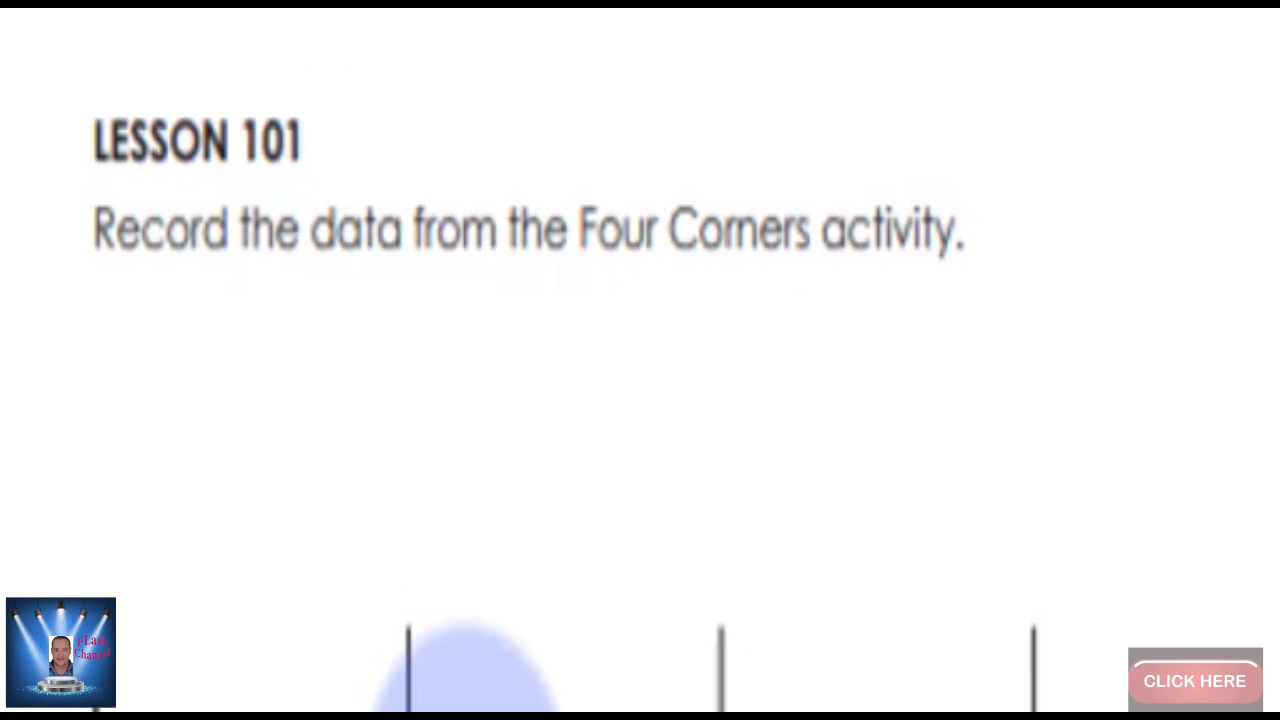 LESSON 101
Record the data from the Four Corners activity.
CLICK HERE